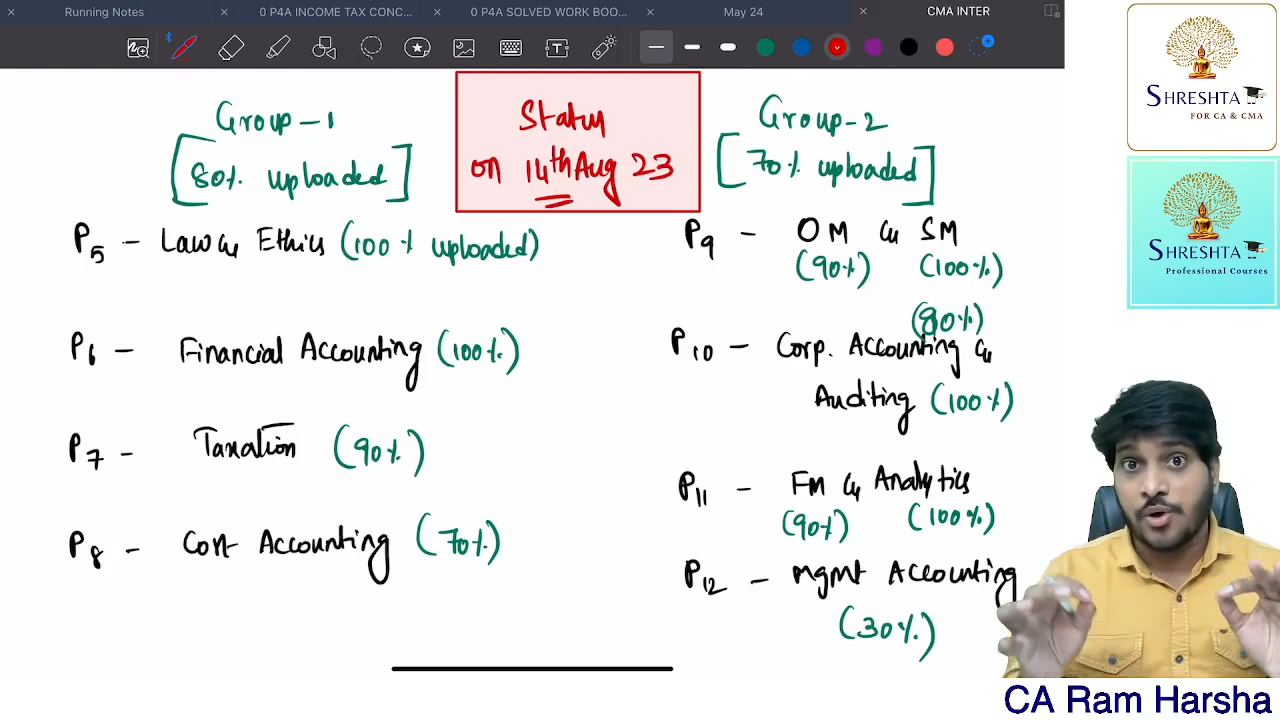 Running Notes
0 P4A INCOME TAX CONC...
0 P4A SOLVED WORK BOO...
May 24
CMA INTER
SHRESHTA
FOR CA & CMA
SHRESHTA
Professional Courses
Status
on 14th Aug 23
Group-1
[80% uploaded]
P5 - Law & Ethics (100% uploaded)
P6 - Financial Accounting (100%)
P7 - Taxation (90%)
P8 - Cost Accounting (70%)
Group-2
[70% uploaded]
P9 - OM & SM
(90%) (100%)
(80%)
P10 - Corp. Accounting &
Auditing (100%)
P11 - FM & Analytics
(90%) (100%)
P12 - Mgmt Accounting
(30%)
CA Ram Harsha